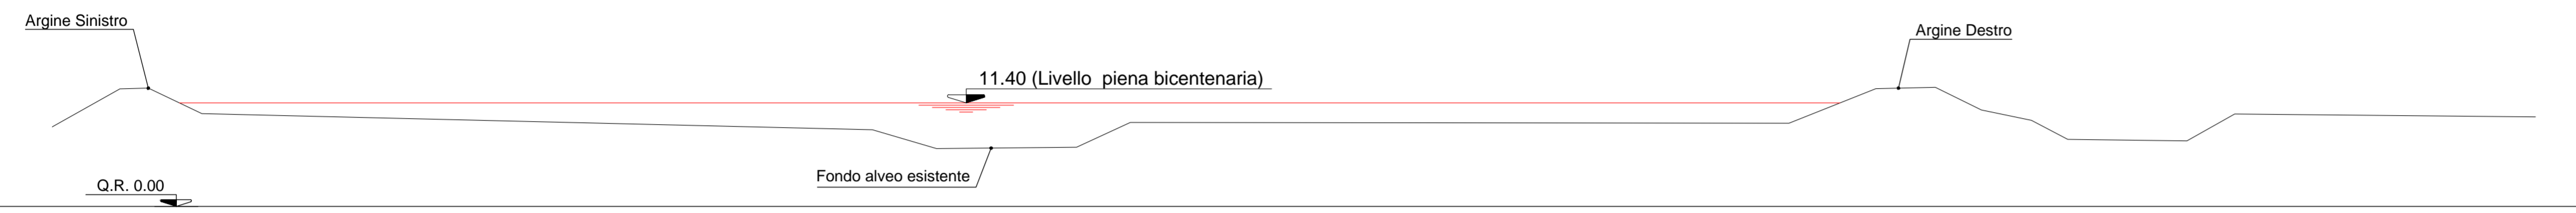 Argine Sinistro
Argine Destro
11.40 (Livello  piena bicentenaria)
Fondo alveo esistente
Q.R. 0.00